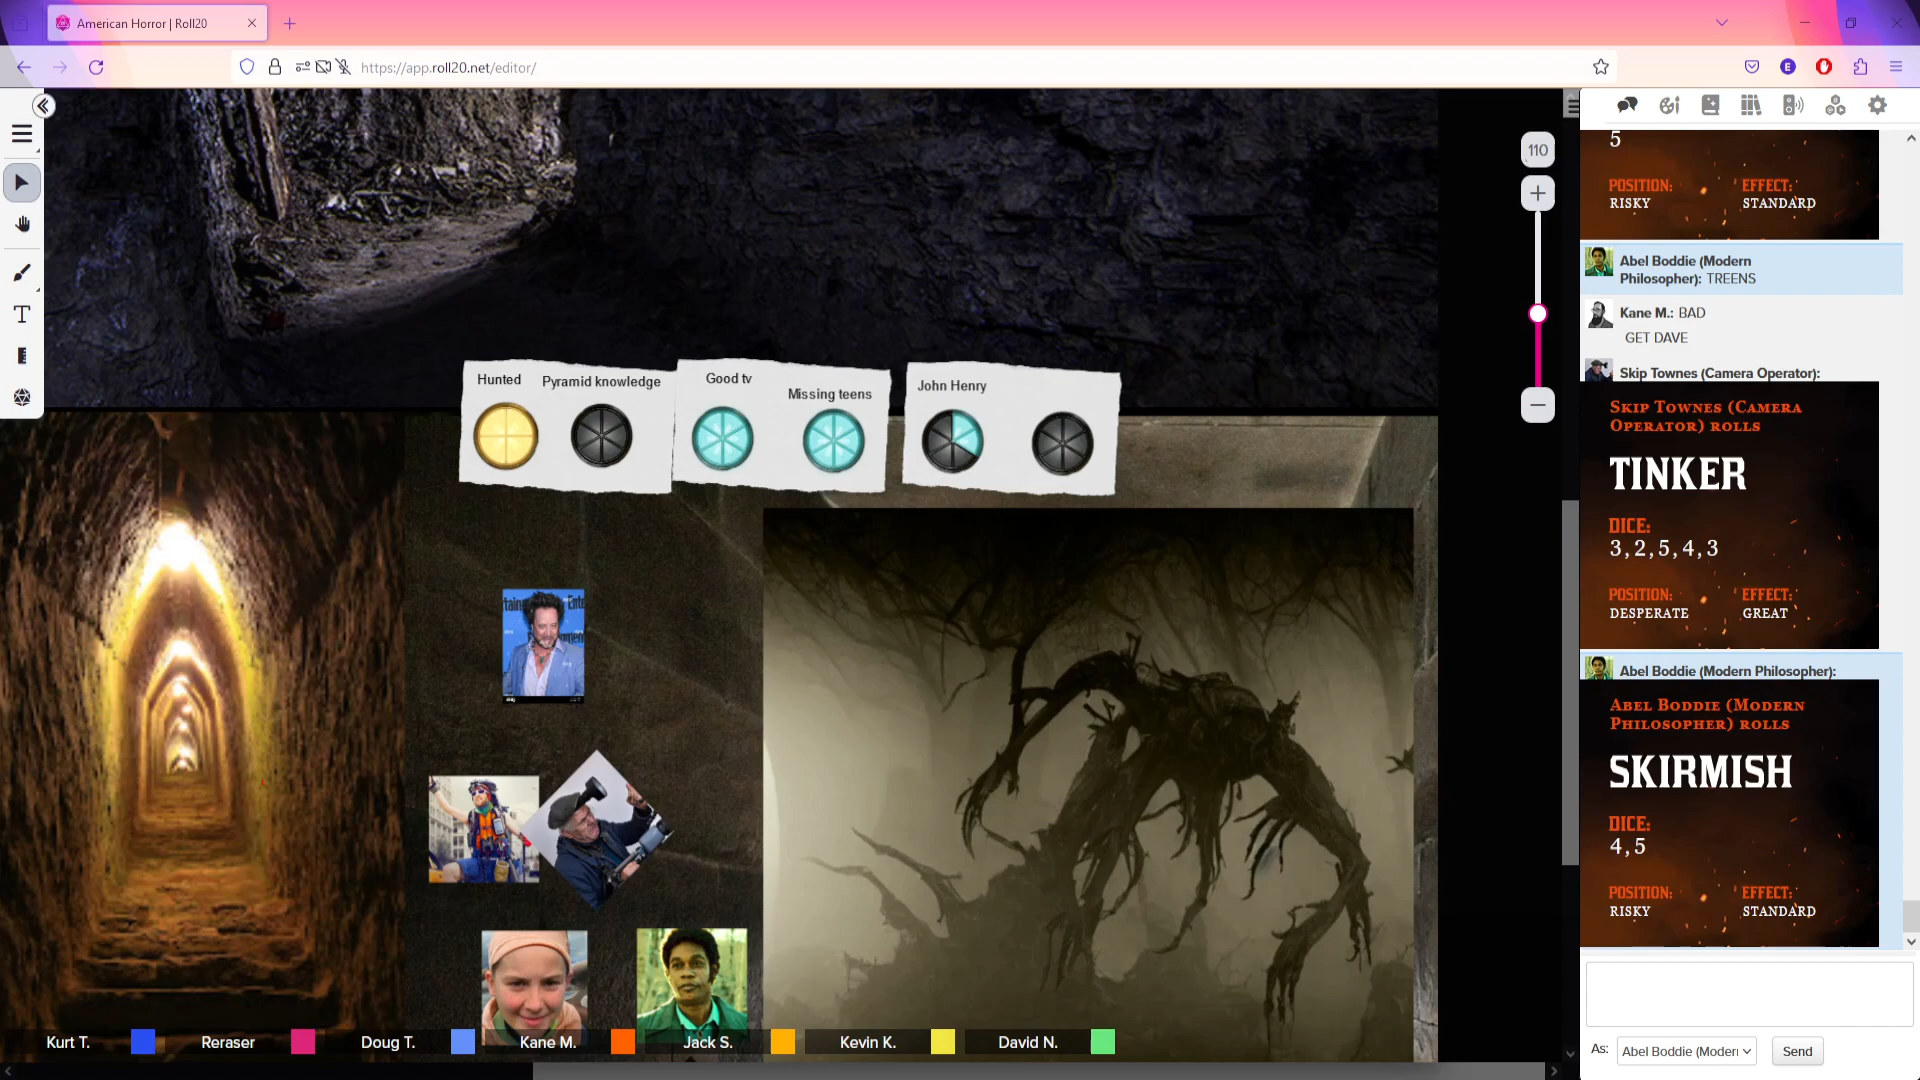 American Horror | Roll20
https://app.roll20.net/editor/
E
110
Hunted
Pyramid knowledge
Good tv
Missing teens
John Henry
Kurt T.
Reraser
Doug T.
Kane M.
Jack S.
Kevin K.
David N.
5
POSITION:
EFFECT:
RISKY
STANDARD
Abel Boddie (Modern
Philosopher): TREENS
Kane M.: BAD
GET DAVE
Skip Townes (Camera Operator):
Skip Townes (Camera
Operator) rolls
TINKER
DICE:
3, 2, 5, 4, 3
POSITION:
EFFECT:
DESPERATE
GREAT
Abel Boddie (Modern Philosopher):
Abel Boddie (Modern
Philosopher) rolls
SKIRMISH
DICE:
4, 5
POSITION:
EFFECT:
RISKY
STANDARD
As:
Abel Boddie (Moder
Send